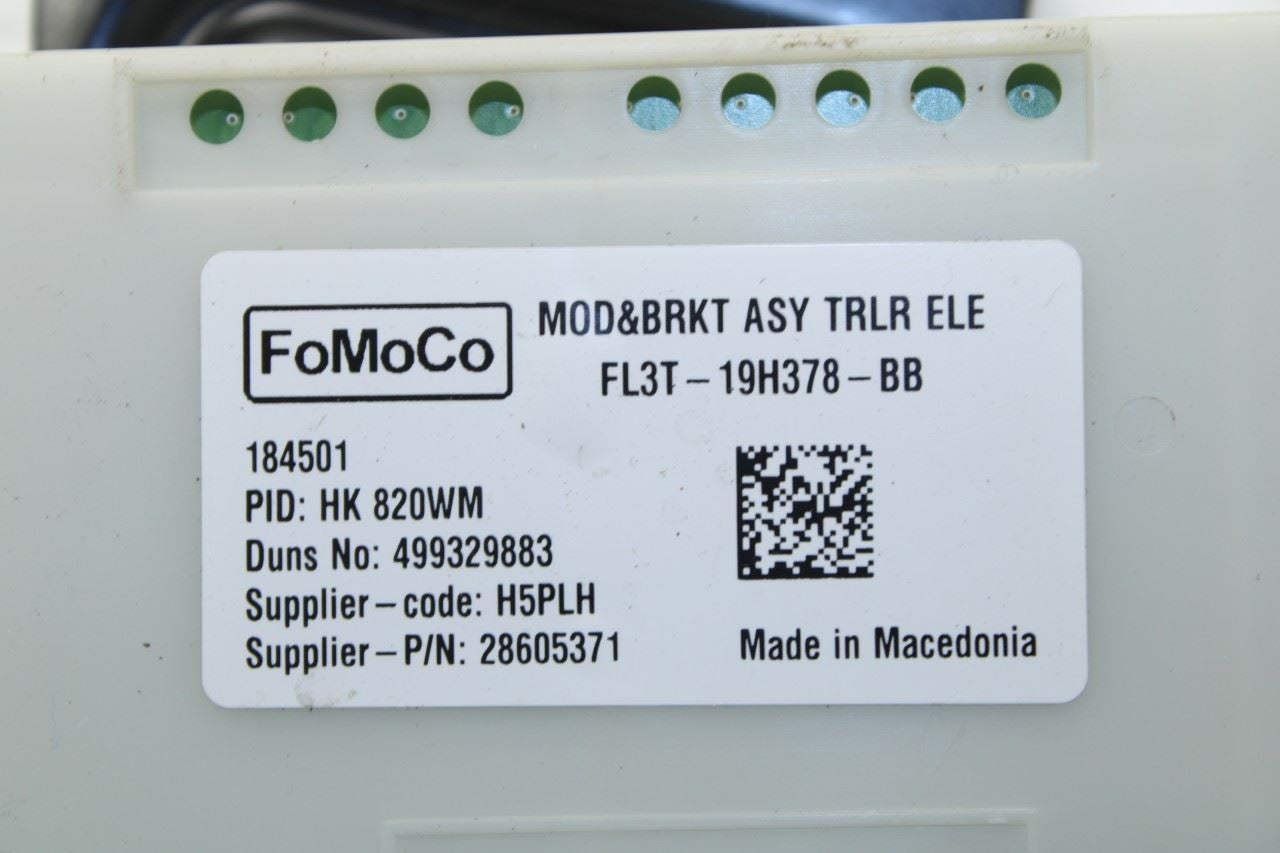 FoMoCo
MOD&BRKT ASY TRLR ELE
FL3T-19H378-BB
184501
PID: HK 820WM
Duns No: 499329883
Supplier-code: H5PLH
Supplier-P/N: 28605371
Made in Macedonia